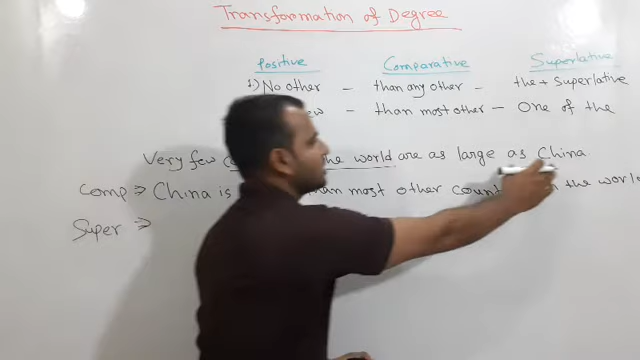 Transformation of Degree
Positive Comparative Superlative
1) No other - than any other - the + Superlative
- than most other - One of the
Very few the world are as large as China
Comp ⇒ China is than most other in the world
Super ⇒